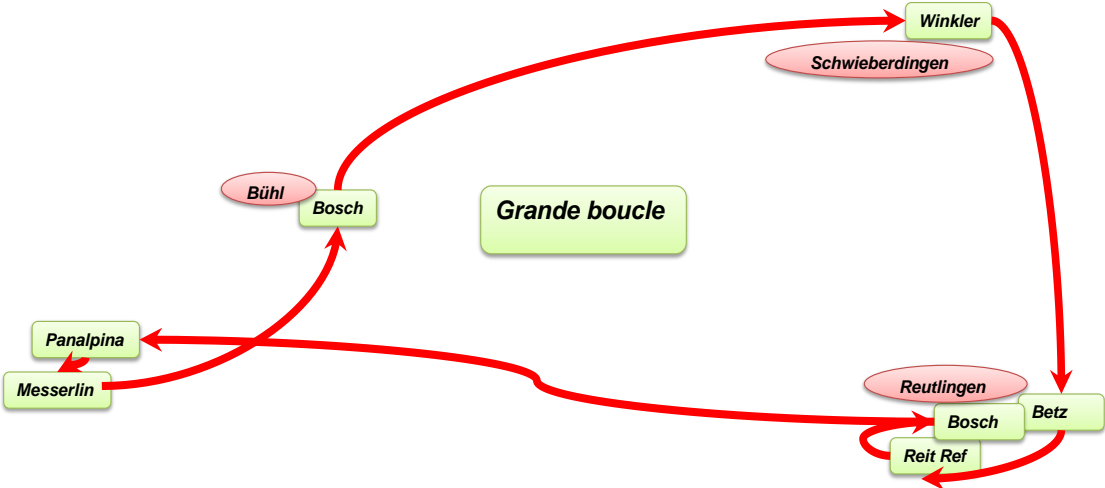 Winkler
Schwieberdingen
Bühl
Bosch
Grande boucle
Panalpina
Messerlin
Reutlingen
Betz
Bosch
Reit Ref